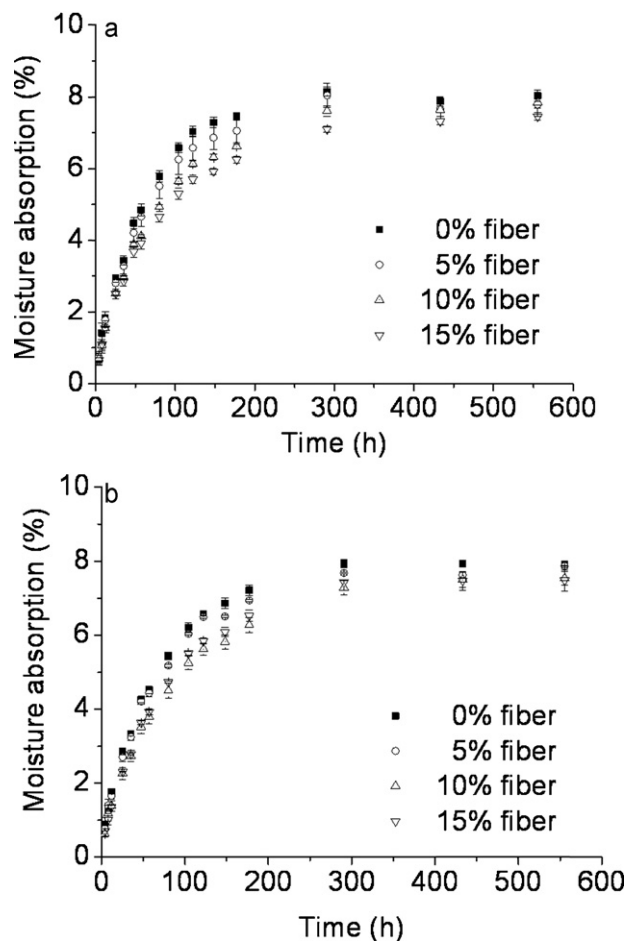 a
10
8
6
4
2
0
Moisture absorption (%)
0% fiber
5% fiber
10% fiber
15% fiber
0 100 200 300 400 500 600
Time (h)
b
10
8
6
4
2
0
Moisture absorption (%)
0% fiber
5% fiber
10% fiber
15% fiber
0 100 200 300 400 500 600
Time (h)